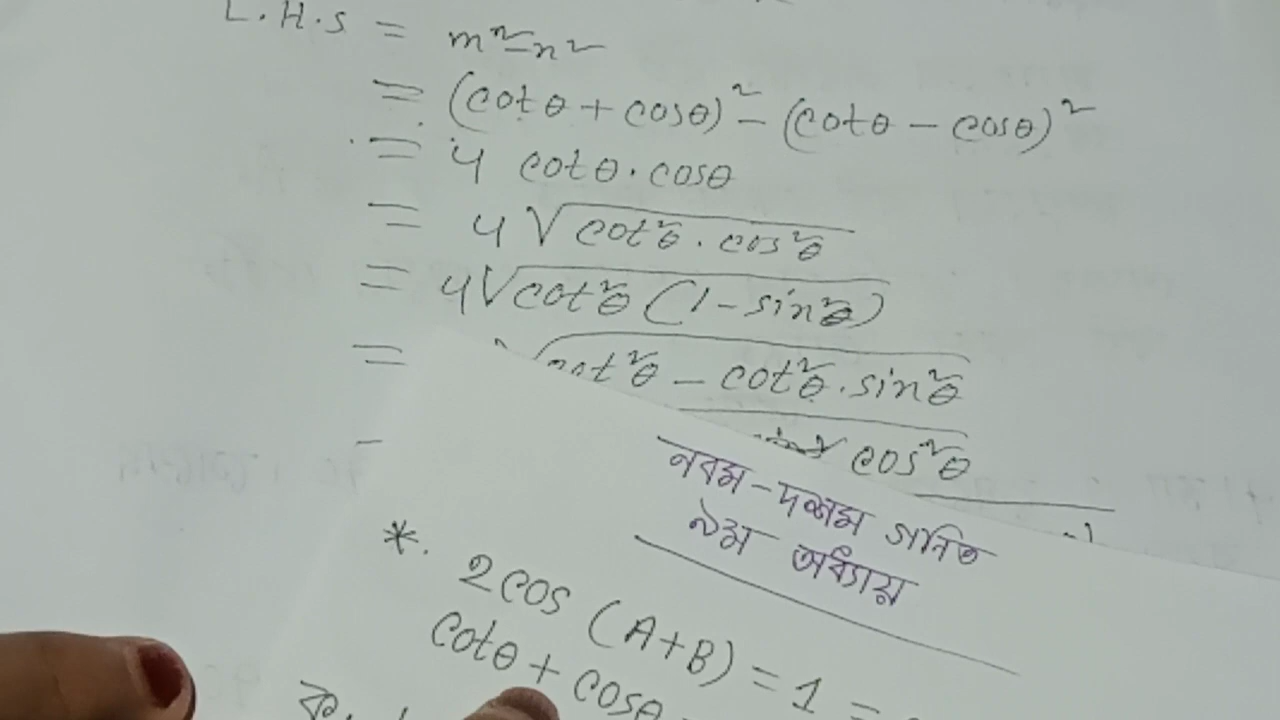 L.H.S = m²-n²
= (cotθ + cosθ)² - (cotθ - cosθ)²
= 4 cotθ . cosθ
= 4√cot²θ . cos²θ
= 4√cot²θ (1 - sin²θ)
= √cot²θ - cot²θ . sin²θ
cos²θ
নবম-দশম গনিত
৯ম অধ্যায়
*. 2cos (A+B) = 1 =
cotθ + cosθ
ক.